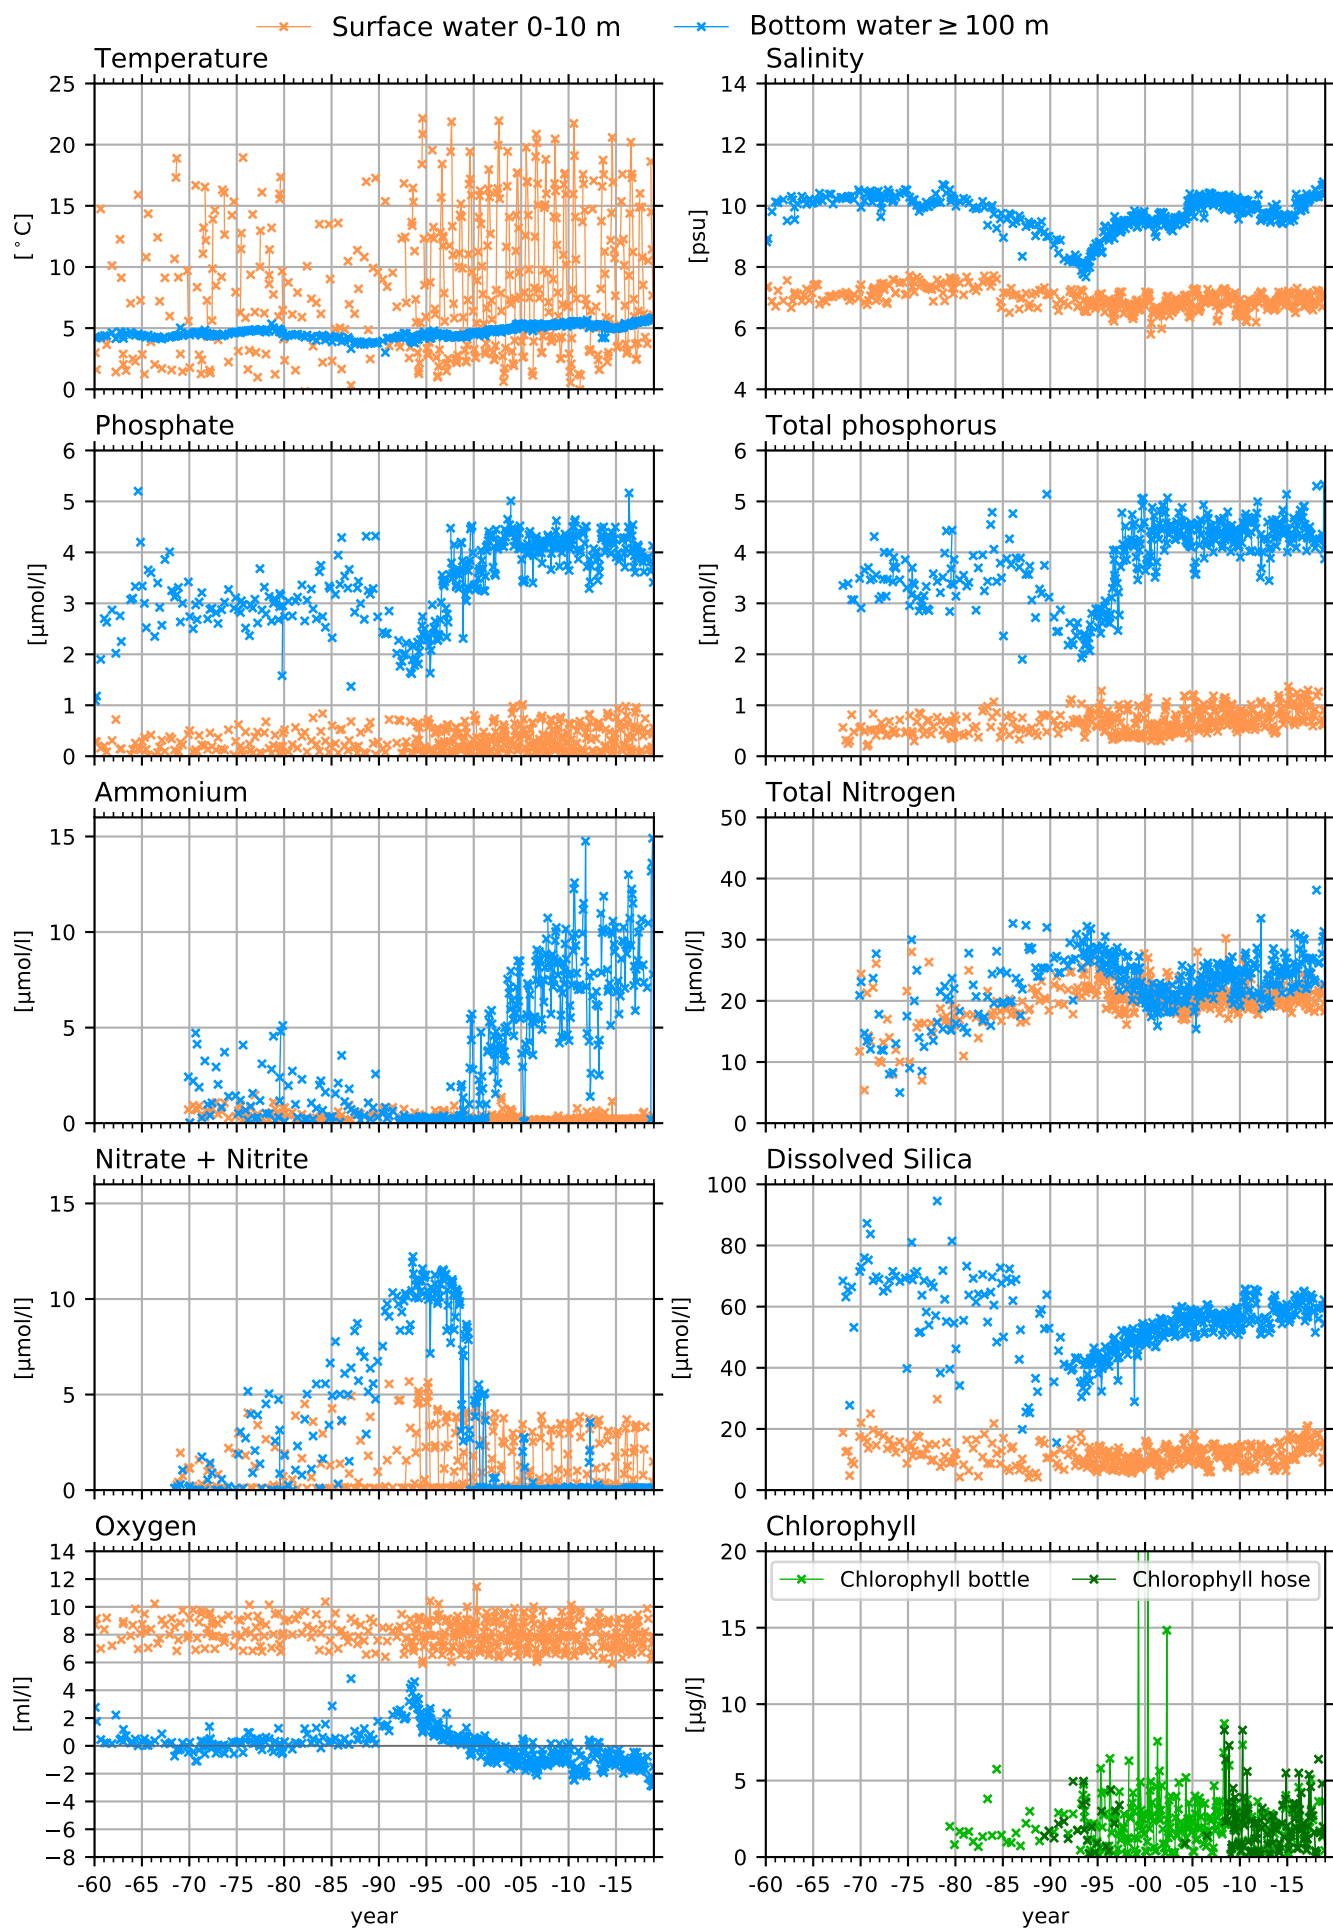 Surface water 0-10 m Bottom water ≥ 100 m
Temperature
25
20
15
10
5
0
[°C]
Salinity
14
12
10
8
6
4
[psu]
Phosphate
6
5
4
3
2
1
0
[µmol/l]
Total phosphorus
6
5
4
3
2
1
0
[µmol/l]
Ammonium
15
10
5
0
[µmol/l]
Total Nitrogen
50
40
30
20
10
0
[µmol/l]
Nitrate + Nitrite
15
10
5
0
[µmol/l]
Dissolved Silica
100
80
60
40
20
0
[µmol/l]
Oxygen
14
12
10
8
6
4
2
0
−2
−4
−6
−8
[ml/l]
-60 -70 -75 -80 -85 -90 -95 -00 -05 -10 -15
year
Chlorophyll
Chlorophyll bottle Chlorophyll hose
20
15
10
5
0
[µg/l]
-60 -70 -75 -80 -85 -90 -95 -00 -05 -10 -15
year